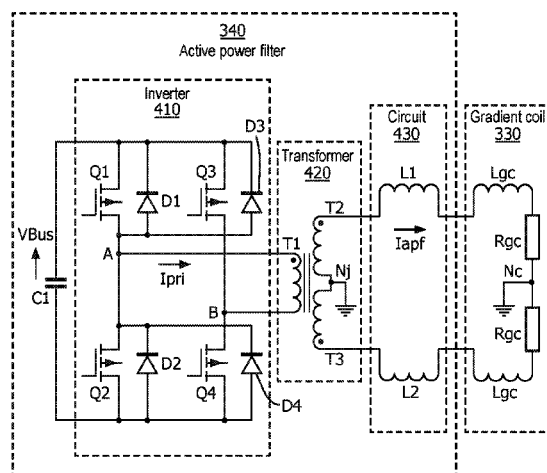 340
Active power filter
Inverter
410
D3
Circuit
430
Gradient coil
330
Transformer
420
Q1
Q3
D1
L1
Lgc
T2
VBus
C1
A
Ipri
T1
Nj
Iapf
Rgc
Nc
Rgc
B
Q2
D2
Q4
D4
T3
L2
Lgc